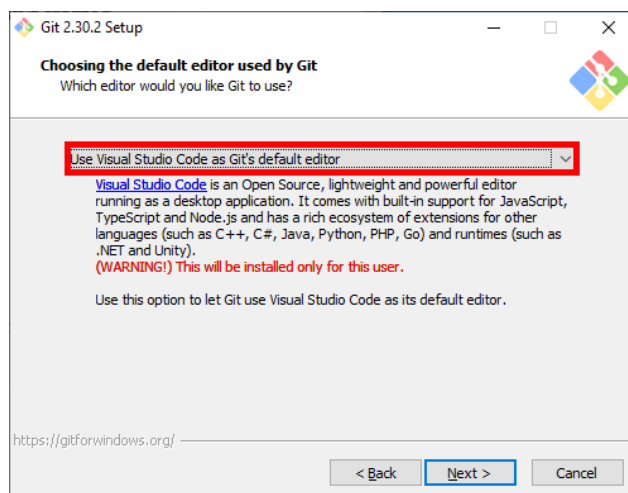 Git 2.30.2 Setup
Choosing the default editor used by Git
Which editor would you like Git to use?
Use Visual Studio Code as Git's default editor
Visual Studio Code is an Open Source, lightweight and powerful editor
running as a desktop application. It comes with built-in support for JavaScript,
TypeScript and Node.js and has a rich ecosystem of extensions for other
languages (such as C++, C#, Java, Python, PHP, Go) and runtimes (such as
.NET and Unity).
(WARNING!) This will be installed only for this user.
Use this option to let Git use Visual Studio Code as its default editor.
https://gitforwindows.org/
< Back Next > Cancel